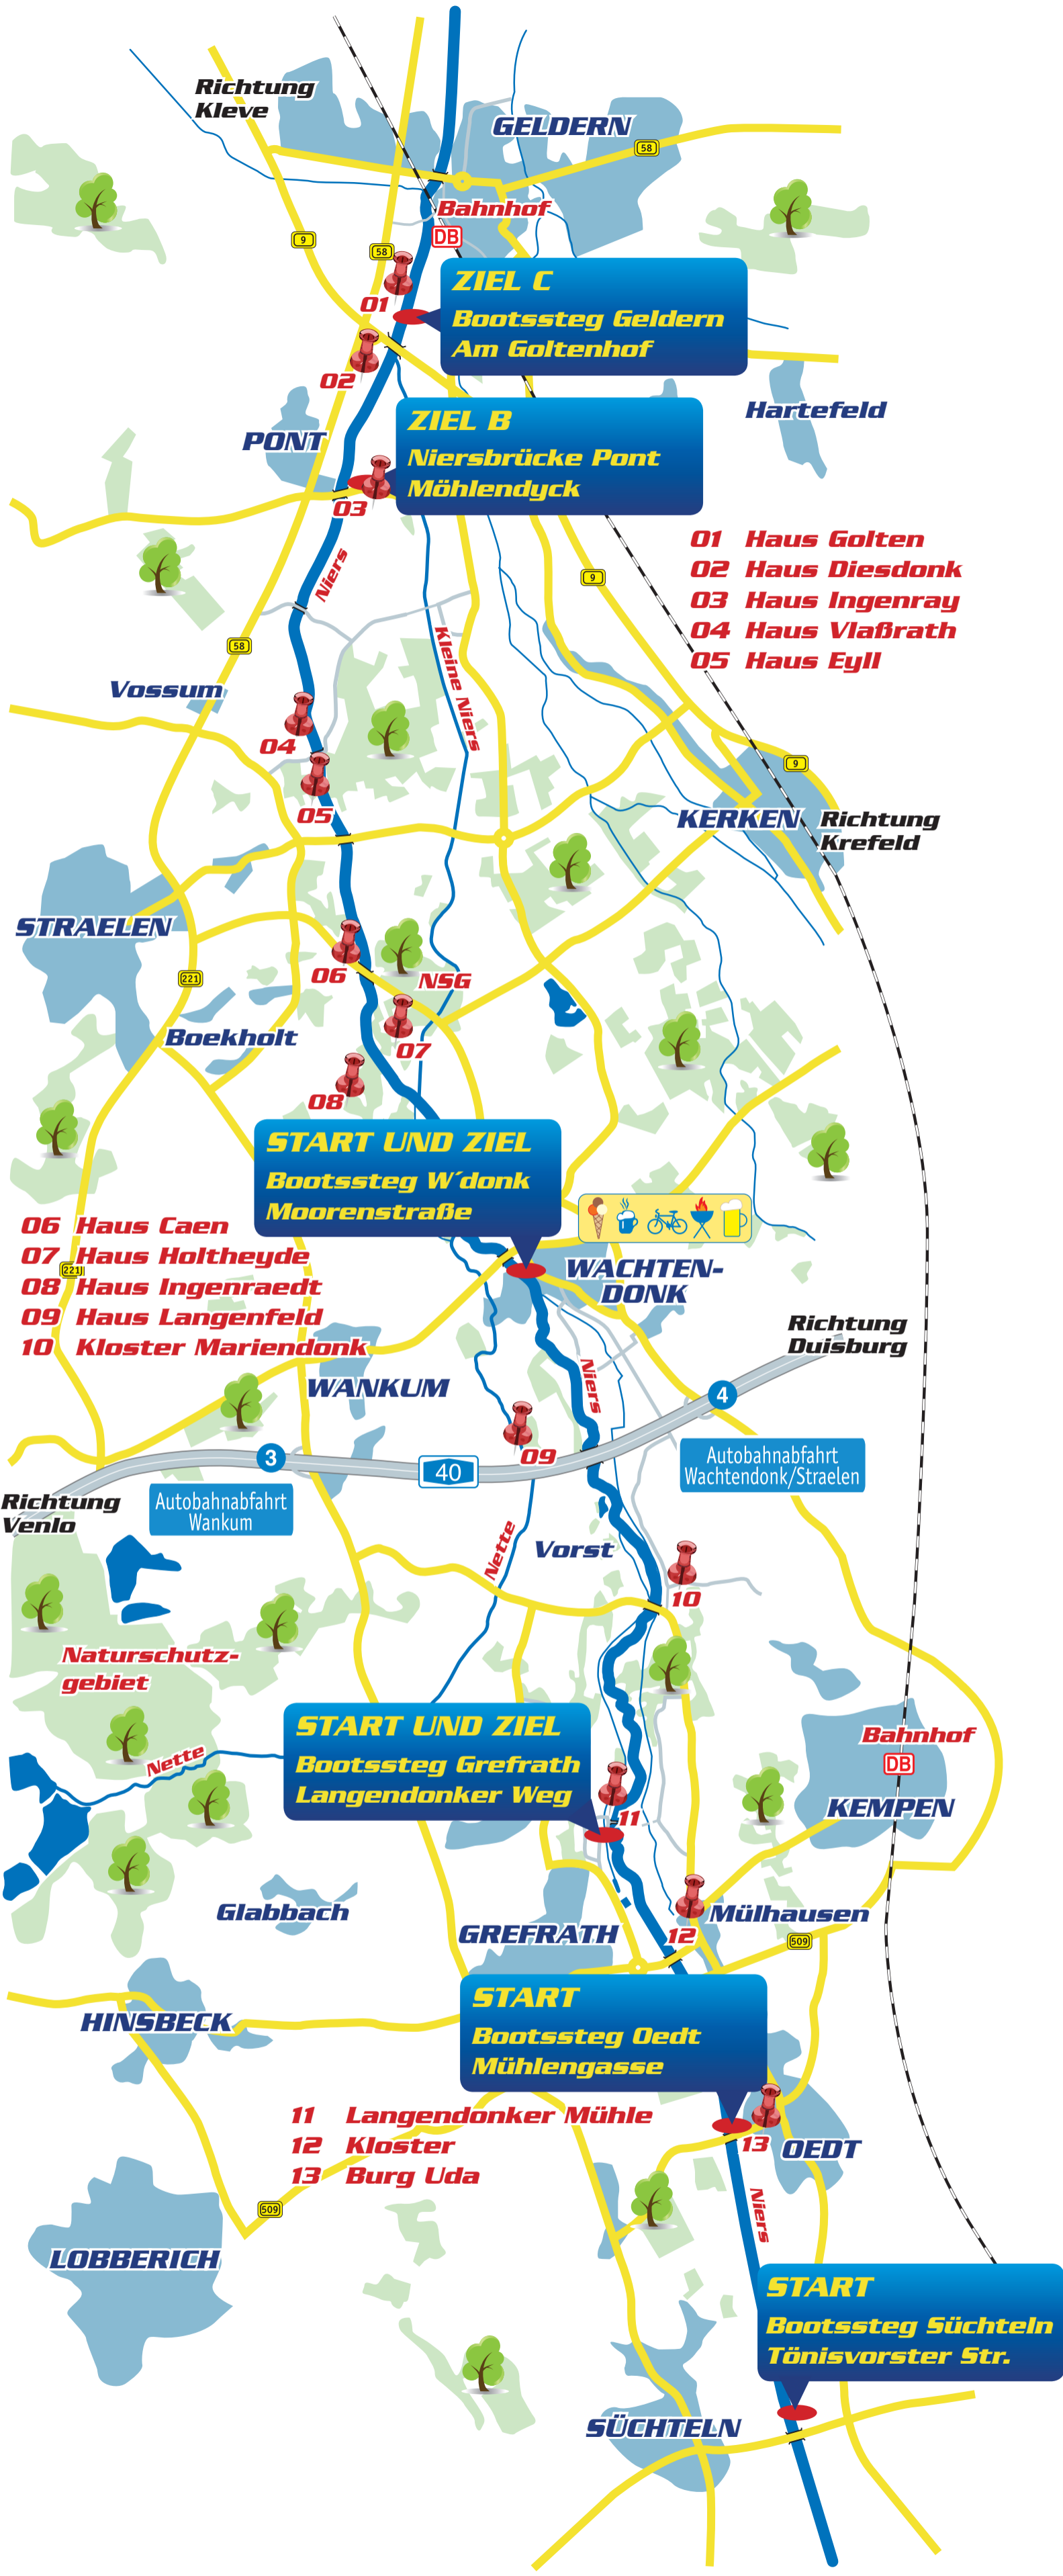 Richtung
Kleve
GELDERN
58
Bahnhof
DB
9
58
01
ZIEL C
Bootssteg Geldern
Am Goltenhof
02
Hartefeld
PONT
ZIEL B
Niersbrücke Pont
Möhlendyck
03
01 Haus Golten
02 Haus Diesdonk
03 Haus Ingenray
04 Haus Vlaßrath
05 Haus Eyll
9
Niers
Kleine Niers
58
Vossum
04
05
9
KERKEN
Richtung
Krefeld
STRAELEN
06
221
NSG
Boekholt
07
08
START UND ZIEL
Bootssteg W´donk
Moorenstraße
06 Haus Caen
07 Haus Holtheyde
221
08 Haus Ingenraedt
09 Haus Langenfeld
10 Kloster Mariendonk
WACHTEN-
DONK
Richtung
Duisburg
WANKUM
Niers
4
09
3
40
Autobahnabfahrt
Wachtendonk/Straelen
Autobahnabfahrt
Wankum
Richtung
Venlo
Nette
Vorst
10
Naturschutz-
gebiet
Nette
START UND ZIEL
Bootssteg Grefrath
Langendonker Weg
11
Bahnhof
DB
KEMPEN
Glabbach
GREFRATH
12
Mülhausen
509
HINSBECK
START
Bootssteg Oedt
Mühlengasse
11 Langendonker Mühle
12 Kloster
13 Burg Uda
13
OEDT
509
Niers
LOBBERICH
START
Bootssteg Süchteln
Tönisvorster Str.
SÜCHTELN